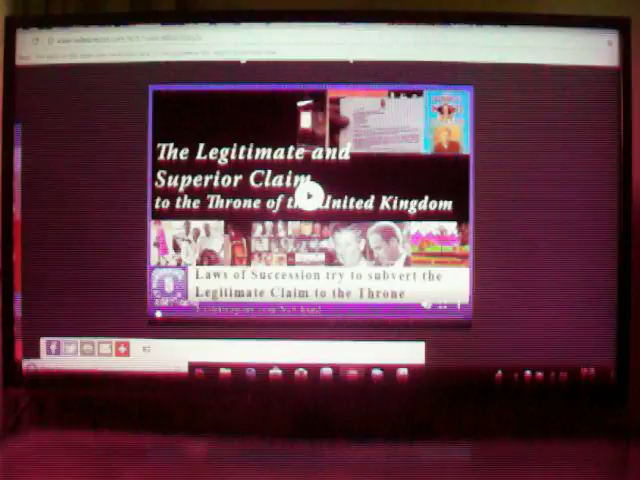 The Legitimate and
Superior Claim
to the Throne of the United Kingdom
Laws of Succession try to subvert the
Legitimate Claim to the Throne